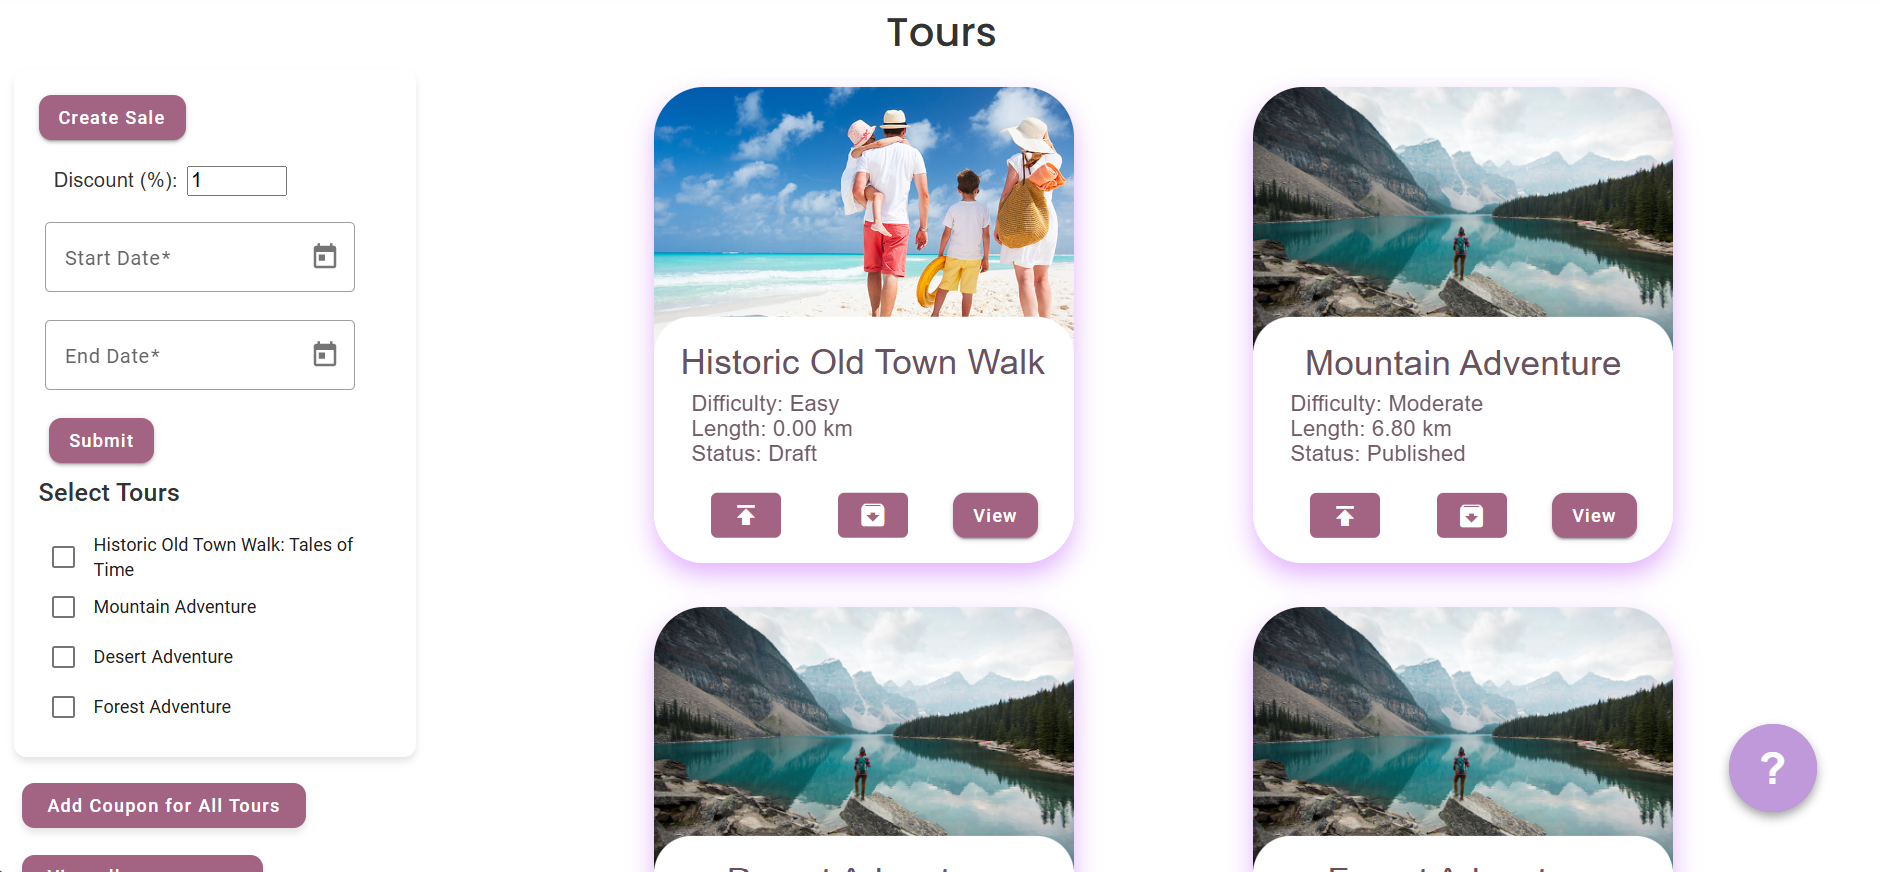 Tours
Create Sale
Discount (%): 1
Start Date*
End Date*
Submit
Select Tours
Historic Old Town Walk: Tales of
Time
Mountain Adventure
Desert Adventure
Forest Adventure
Add Coupon for All Tours
Historic Old Town Walk
Difficulty: Easy
Length: 0.00 km
Status: Draft
View
Mountain Adventure
Difficulty: Moderate
Length: 6.80 km
Status: Published
View
?